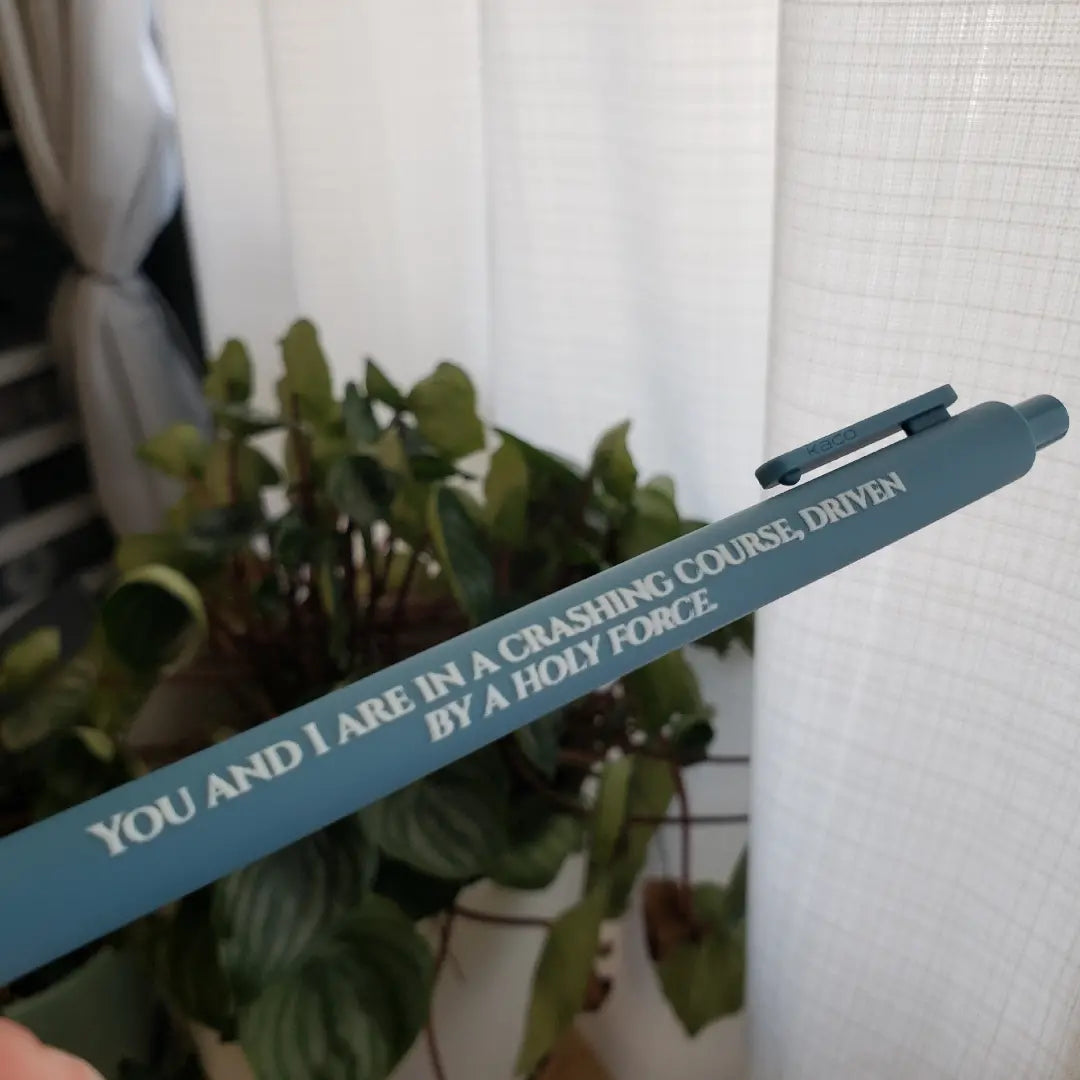 Kaco
YOU AND I ARE IN A CRASHING COURSE, DRIVEN
BY A HOLY FORCE.